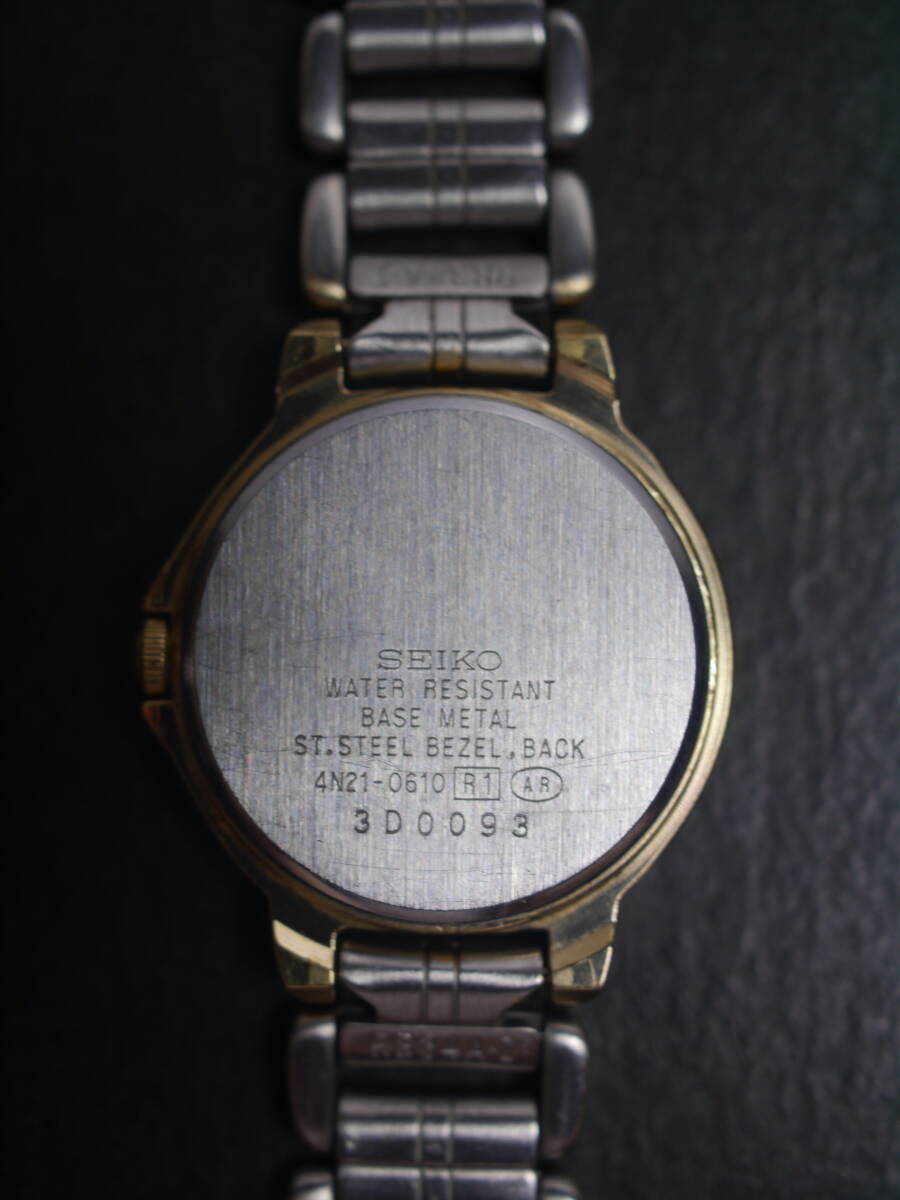 SEIKO
WATER RESISTANT
BASE METAL
ST.STEEL BEZEL,BACK
4N21-0610 R1 AR
3D0093